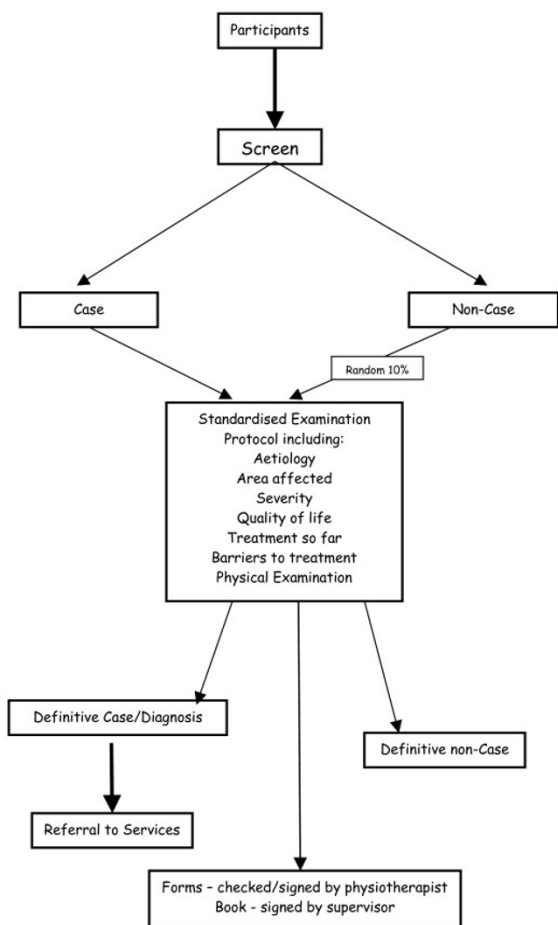 Participants
Screen
Case
Non-Case
Random 10%
Standardised Examination
Protocol including:
Aetiology
Area affected
Severity
Quality of life
Treatment so far
Barriers to treatment
Physical Examination
Definitive Case/Diagnosis
Definitive non-Case
Referral to Services
Forms – checked/signed by physiotherapist
Book - signed by supervisor